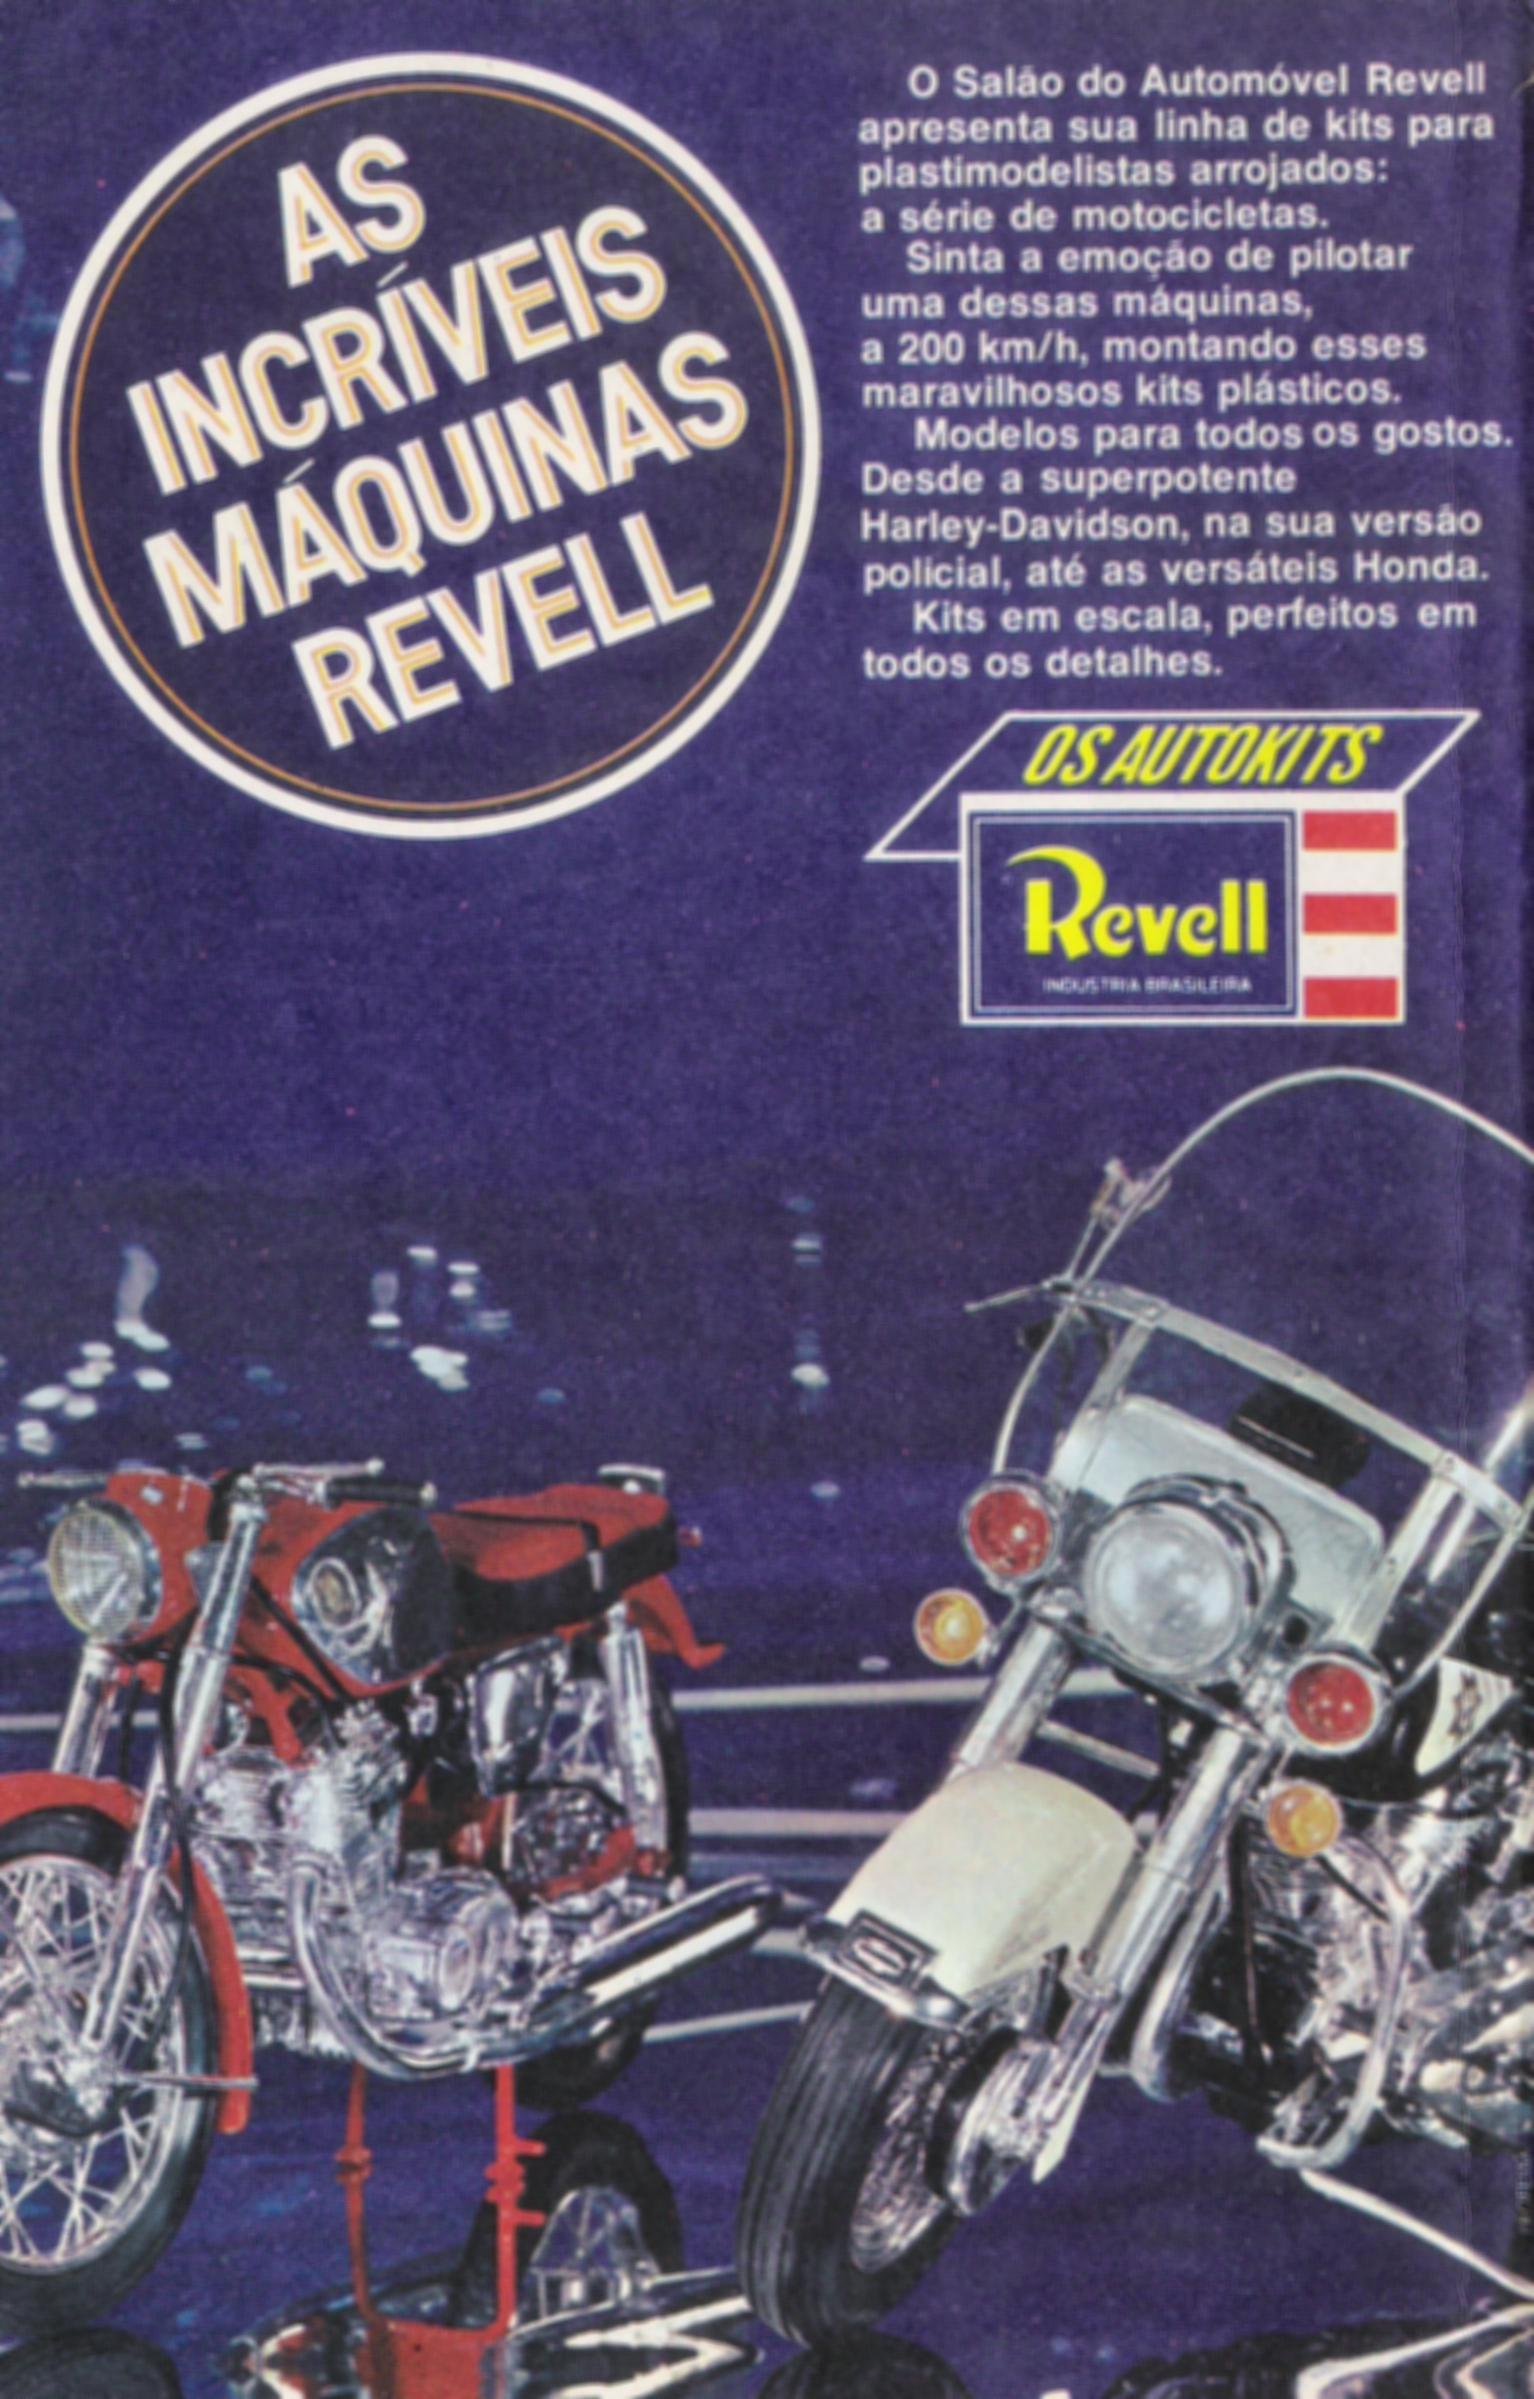 AS
INCRÍVEIS
MÁQUINAS
REVELL
O Salão do Automóvel Revell
apresenta sua linha de kits para
plastimodelistas arrojados:
a série de motocicletas.
Sinta a emoção de pilotar
uma dessas máquinas,
a 200 km/h, montando esses
maravilhosos kits plásticos.
Modelos para todos os gostos.
Desde a superpotente
Harley-Davidson, na sua versão
policial, até as versáteis Honda.
Kits em escala, perfeitos em
todos os detalhes.
OS AUTOKITS
Revell
INDUSTRIA BRASILEIRA